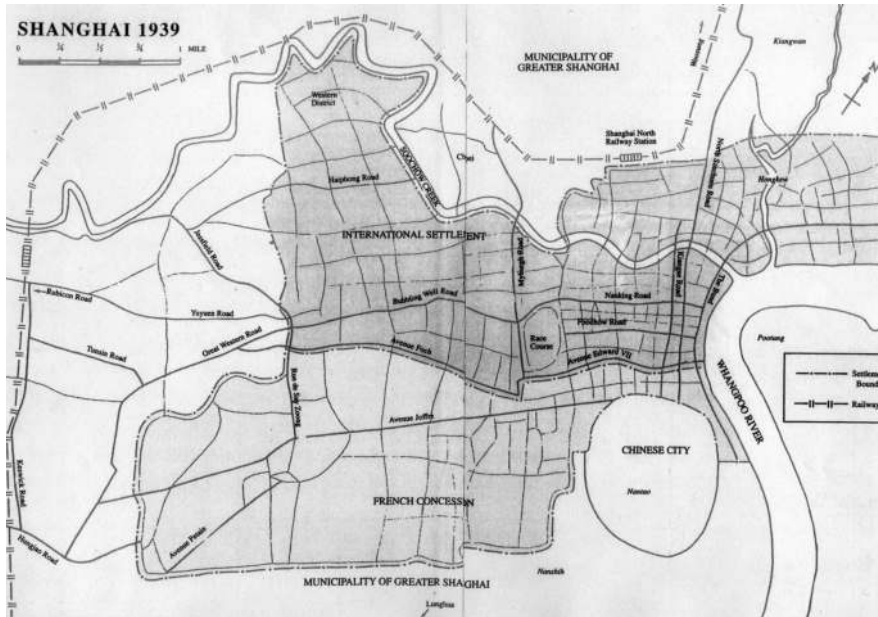 SHANGHAI 1939
0 ¼ ½ ¾ 1 MILE
MUNICIPALITY OF
GREATER SHANGHAI
Kiangwan
Woosung
N
Western
District
Shanghai North
Railway Station
Chapei
SOOCHOW CREEK
North Szechuen Road
Hongkew
Haiphong Road
INTERNATIONAL SETTLEMENT
Jessfield Road
Kiangse Road
The Bund
Rubicon Road
Bubbling Well Road
Nanking Road
Yuyuen Road
Foochow Road
Great Western Road
Race
Course
Pootung
Tunsin Road
Avenue Foch
Avenue Edward VII
Settlem
Bound
Railway
WHANGPOO RIVER
Avenue Joffre
CHINESE CITY
Keswick Road
Nantao
FRENCH CONCESSION
Avenue Petain
Hungjao Road
MUNICIPALITY OF GREATER SHAGHAI
Lunghua